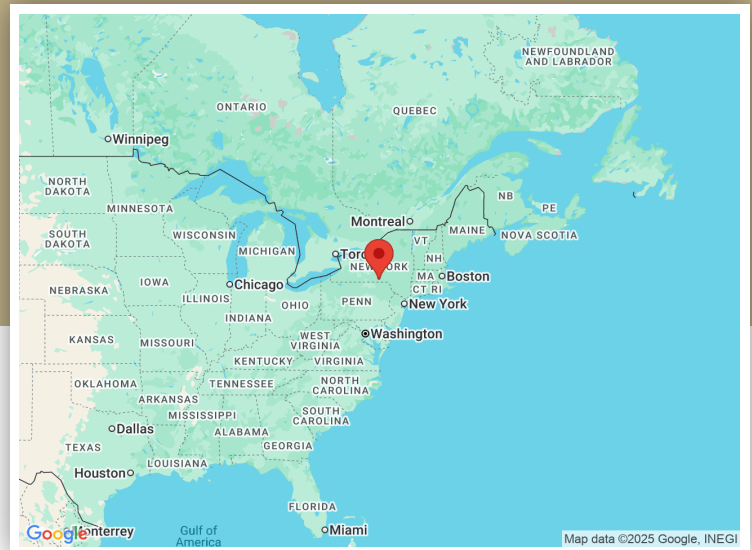 NEWFOUNDLAND
AND LABRADOR
ONTARIO
QUEBEC
Winnipeg
NORTH
DAKOTA
MINNESOTA
NB
PE
Montreal
MAINE
NOVA SCOTIA
SOUTH
DAKOTA
WISCONSIN
MICHIGAN
VT
Toro
NH
NEW YORK
MA
Boston
IOWA
Chicago
CT RI
NEBRASKA
ILLINOIS
OHIO
PENN
New York
INDIANA
Washington
KANSAS
MISSOURI
WEST
VIRGINIA
KENTUCKY
VIRGINIA
OKLAHOMA
TENNESSEE
NORTH
CAROLINA
ARKANSAS
MISSISSIPPI
SOUTH
CAROLINA
Dallas
ALABAMA
TEXAS
GEORGIA
LOUISIANA
Houston
FLORIDA
Gulf of
America
Miami
Google
Monterrey
Map data ©2025 Google, INEGI